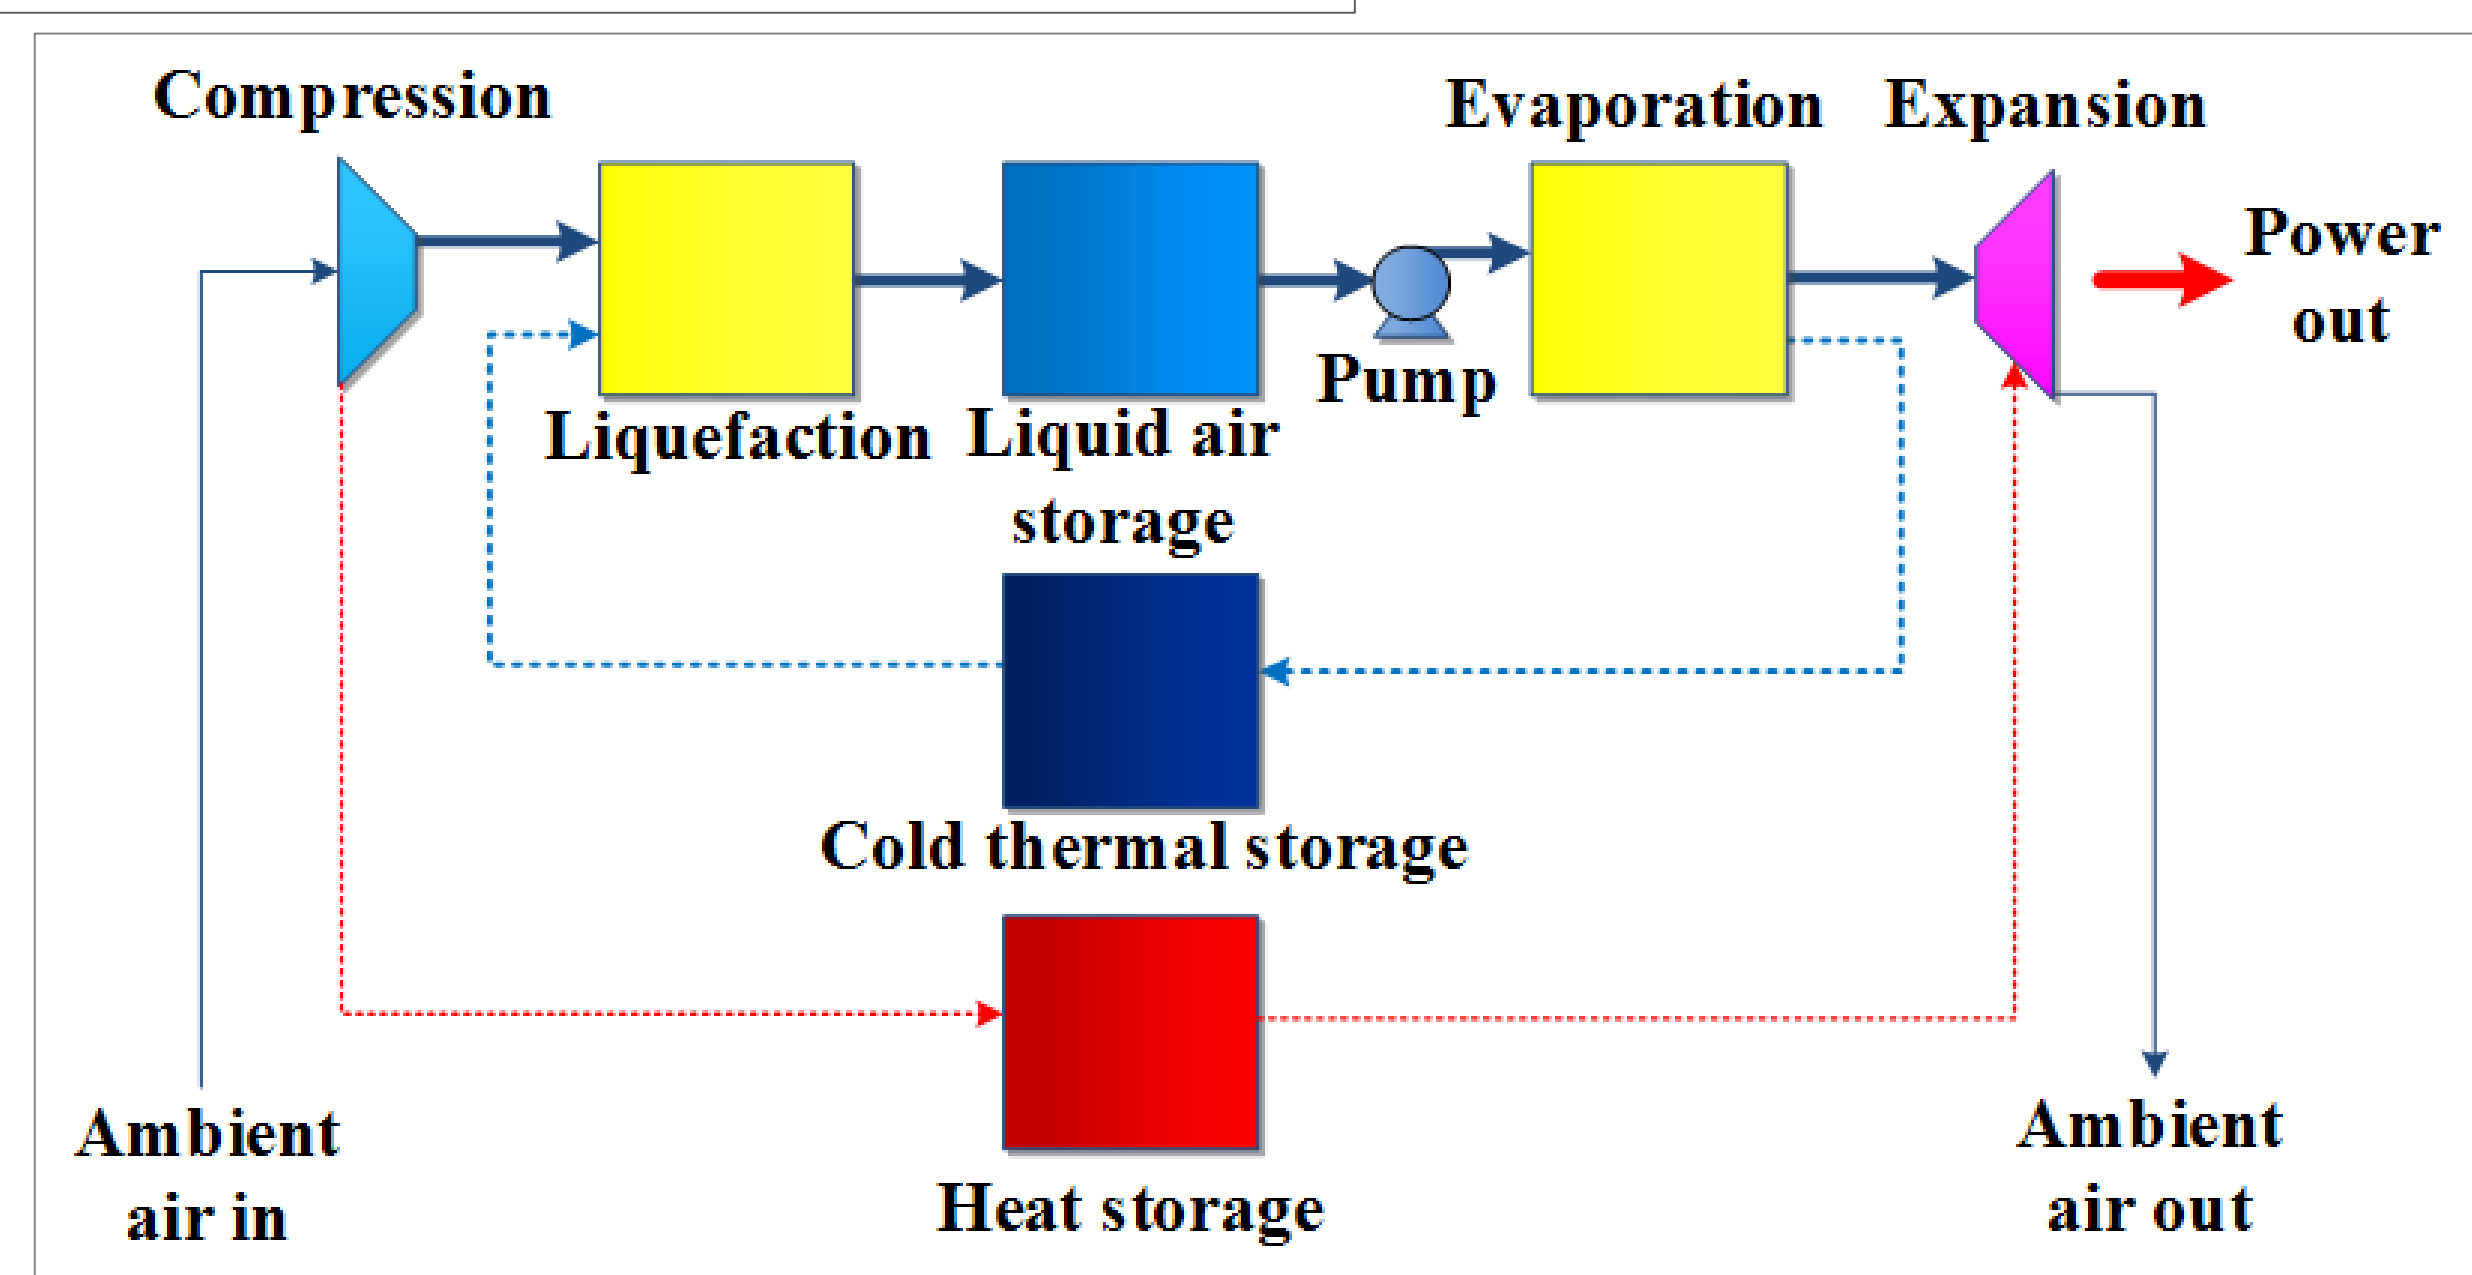 Compression
Evaporation
Expansion
Power
out
Pump
Liquefaction
Liquid air
storage
Cold thermal storage
Heat storage
Ambient
air in
Ambient
air out